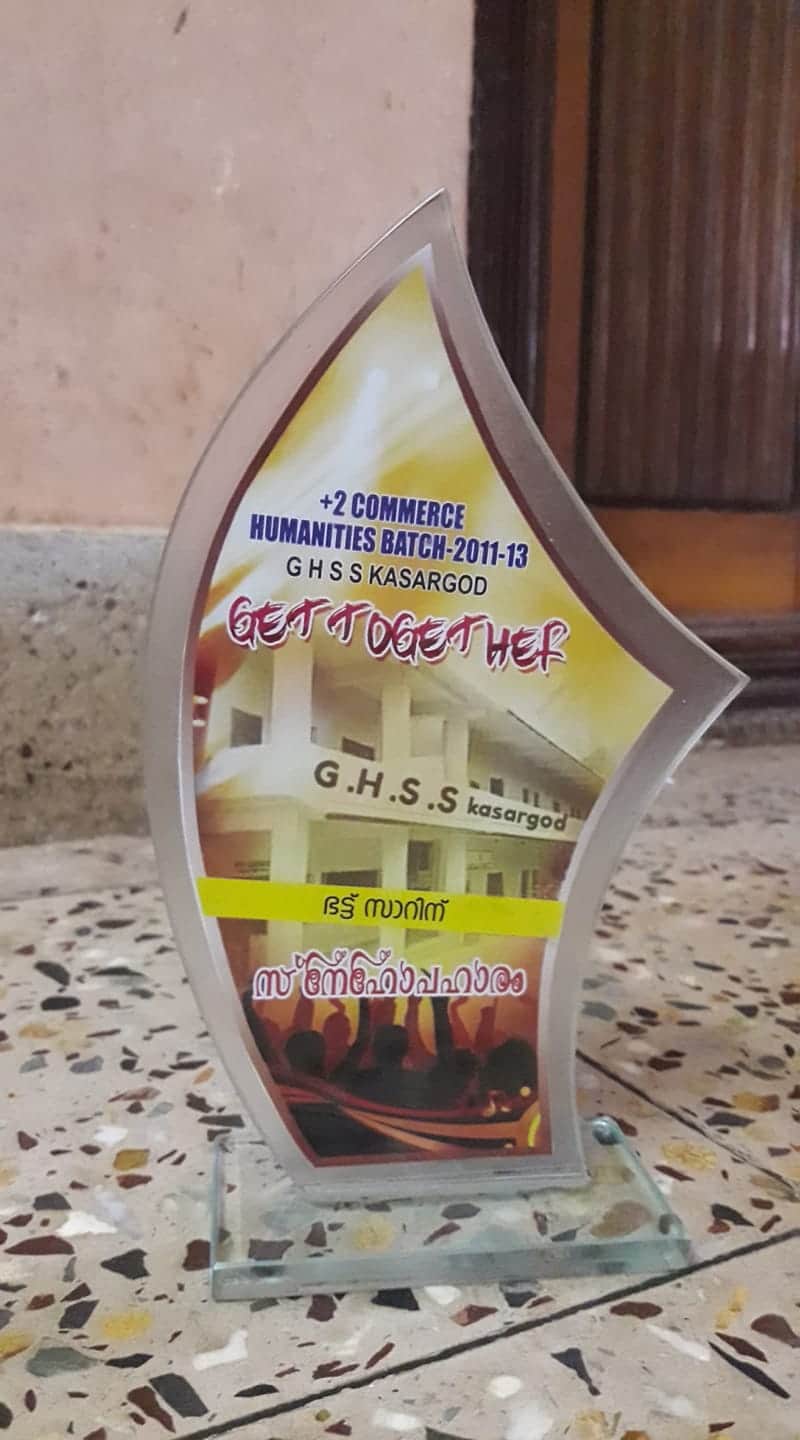 +2 COMMERCE
HUMANITIES BATCH-2011-13
G H S S KASARGOD
GET TOGETHER
G.H.S.S kasargod
ഭട്ട് സാറിന്
സ്നേഹോപഹാരം